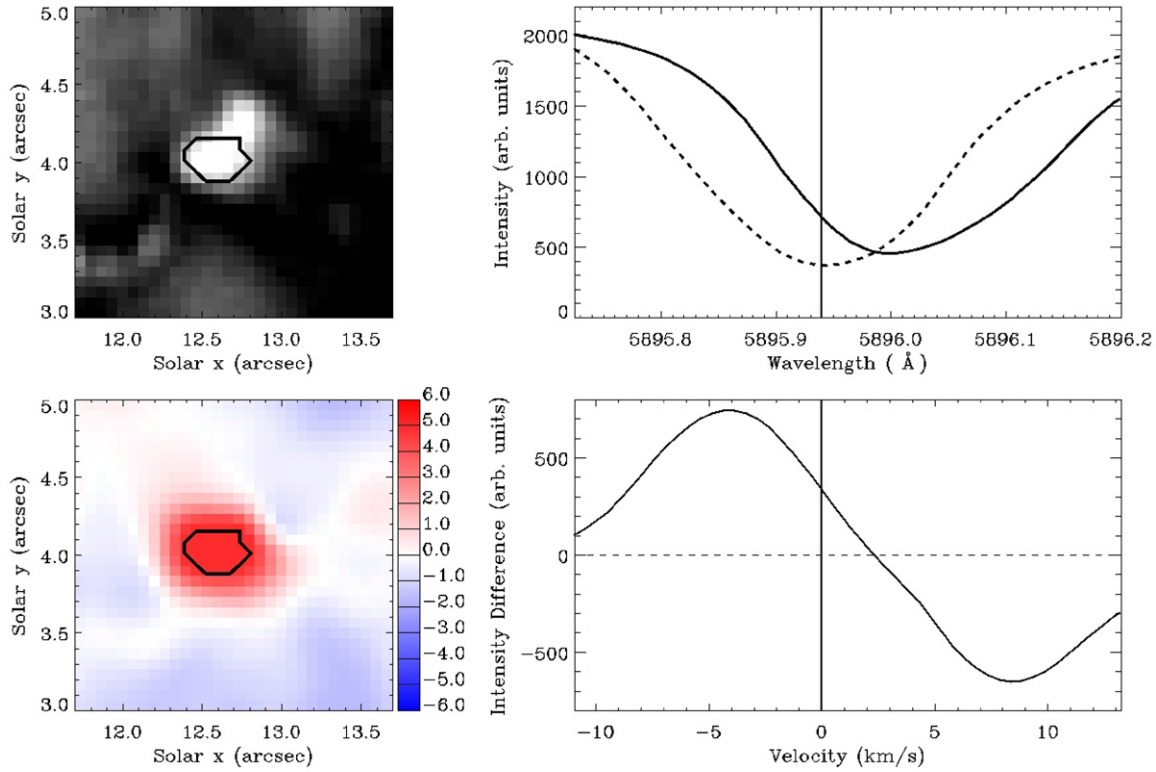 5.0
4.5
4.0
3.5
3.0
Solar y (arcsec)
12.0 12.5 13.0 13.5
Solar x (arcsec)
2000
1500
1000
500
0
Intensity (arb. units)
5895.8 5895.9 5896.0 5896.1 5896.2
Wavelength ( Å)
5.0
4.5
4.0
3.5
3.0
Solar y (arcsec)
12.0 12.5 13.0 13.5
Solar x (arcsec)
6.0
5.0
4.0
3.0
2.0
1.0
0.0
-1.0
-2.0
-3.0
-4.0
-5.0
-6.0
500
0
-500
Intensity Difference (arb. units)
-10 -5 0 5 10
Velocity (km/s)